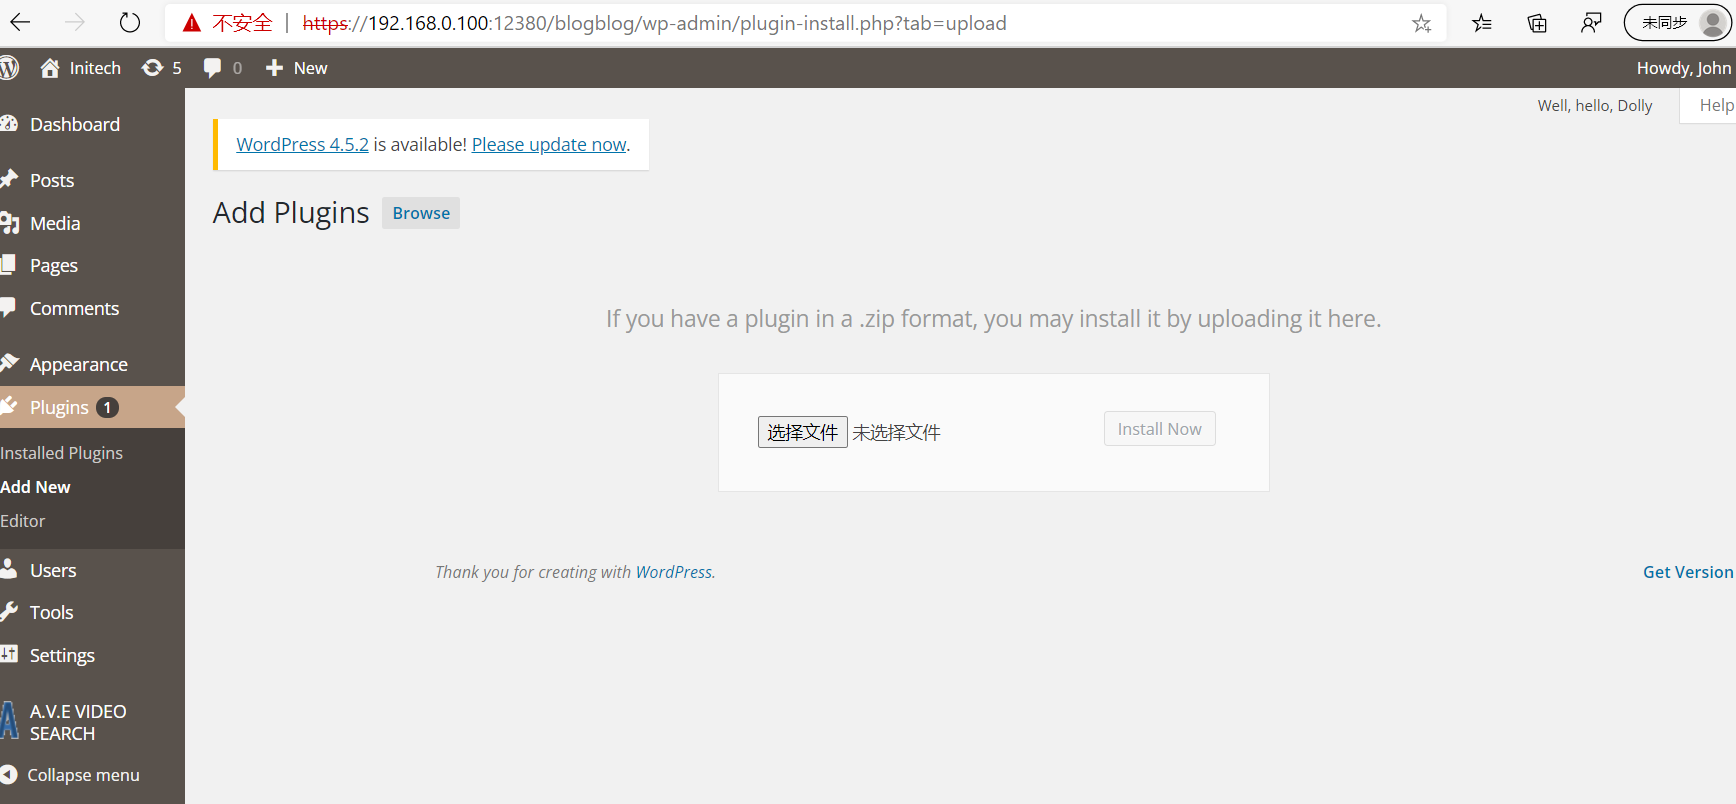 不安全 | https://192.168.0.100:12380/blogblog/wp-admin/plugin-install.php?tab=upload
未同步
Initech 5 0 New
Howdy, John
Well, hello, Dolly
Help
Dashboard
Posts
Media
Pages
Comments
Appearance
Plugins 1
Installed Plugins
Add New
Editor
Users
Tools
Settings
A.V.E VIDEO
SEARCH
Collapse menu
WordPress 4.5.2 is available! Please update now.
Add Plugins Browse
If you have a plugin in a .zip format, you may install it by uploading it here.
选择文件 未选择文件 Install Now
Thank you for creating with WordPress.
Get Version